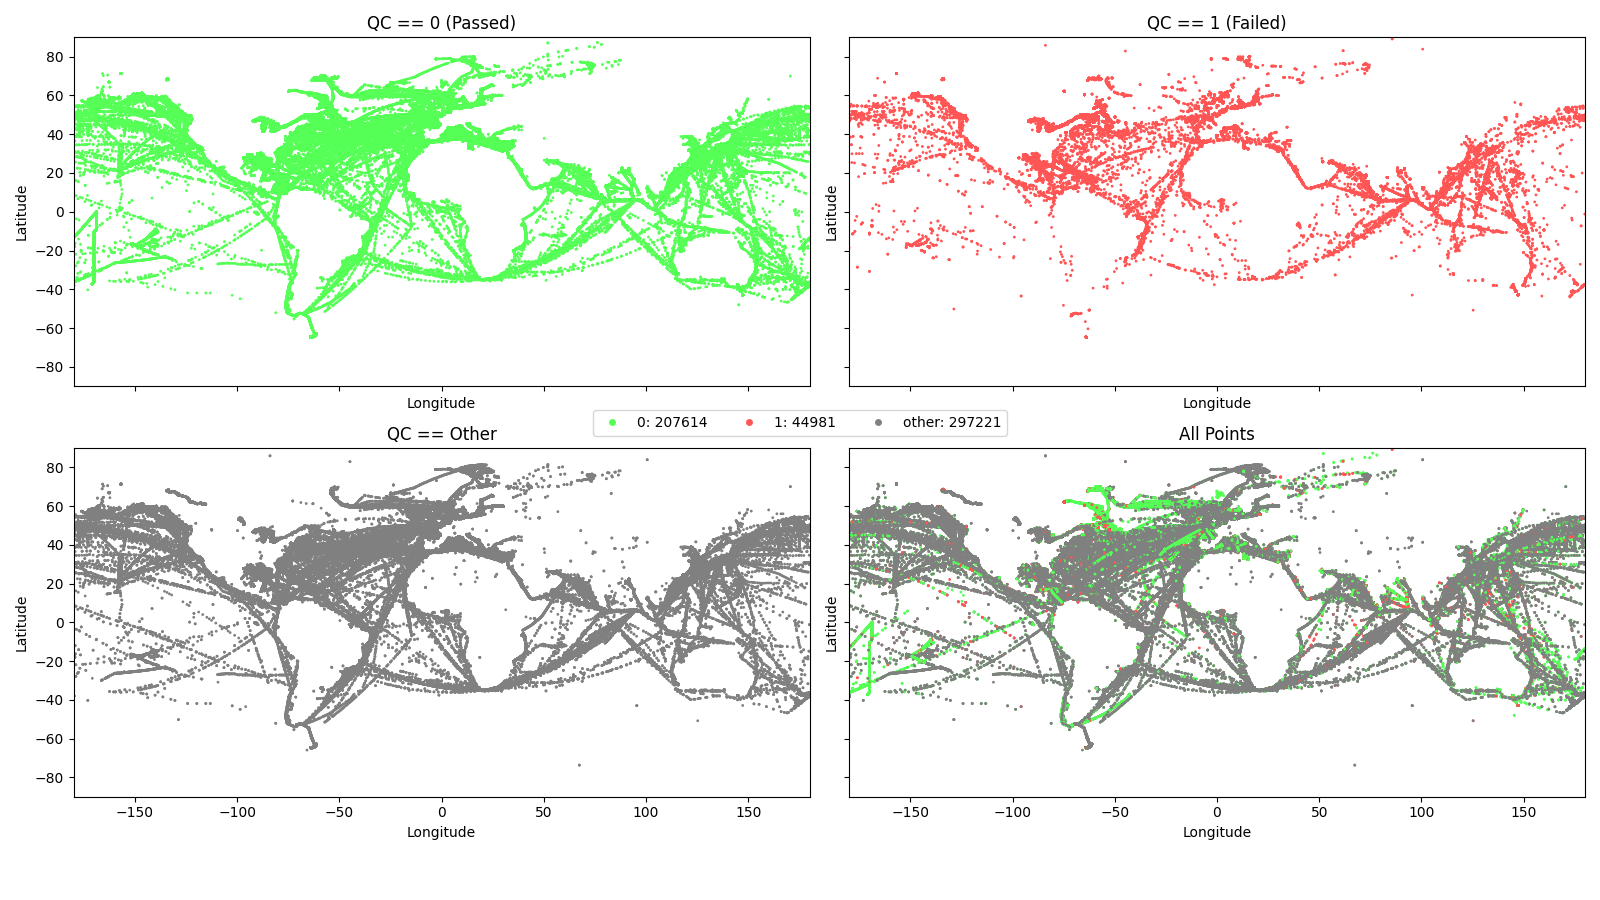 QC == 0 (Passed)
QC == 1 (Failed)
80
60
40
20
0
−20
−40
−60
−80
Latitude
Latitude
Longitude
Longitude
0: 207614 1: 44981 other: 297221
QC == Other
All Points
80
60
40
20
0
−20
−40
−60
−80
Latitude
Latitude
−150 −100 −50 0 50 100 150
−150 −100 −50 0 50 100 150
Longitude
Longitude